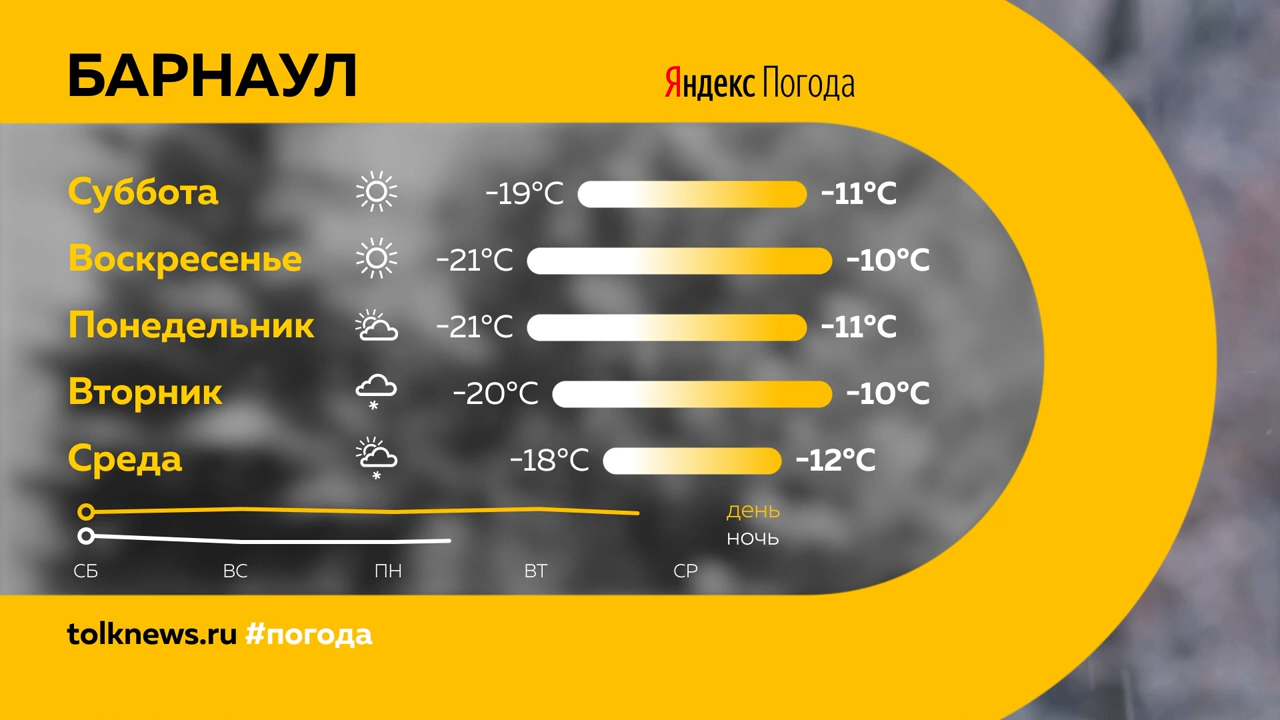 БАРНАУЛ
Яндекс Погода
Суббота -19°C -11°C
Воскресенье -21°C -10°C
Понедельник -21°C -11°C
Вторник -20°C -10°C
Среда -18°C -12°C
день
ночь
СБ ВС ПН ВТ СР
tolknews.ru #погода